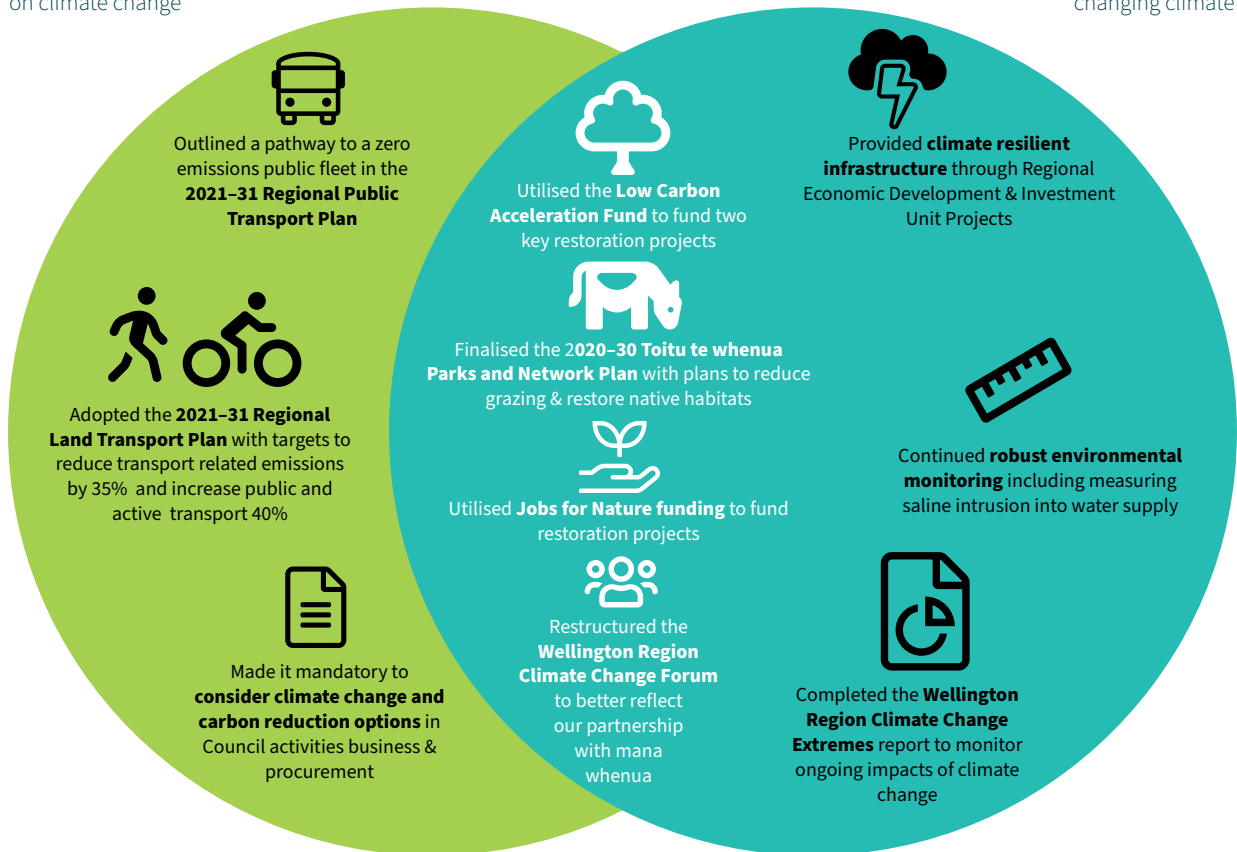 on climate change
changing climate
Outlined a pathway to a zero
emissions public fleet in the
2021–31 Regional Public
Transport Plan
Adopted the 2021–31 Regional
Land Transport Plan with targets to
reduce transport related emissions
by 35% and increase public and
active transport 40%
Made it mandatory to
consider climate change and
carbon reduction options in
Council activities business &
procurement
Utilised the Low Carbon
Acceleration Fund to fund two
key restoration projects
Finalised the 2020–30 Toitu te whenua
Parks and Network Plan with plans to reduce
grazing & restore native habitats
Utilised Jobs for Nature funding to fund
restoration projects
Restructured the
Wellington Region
Climate Change Forum
to better reflect
our partnership
with mana
whenua
Provided climate resilient
infrastructure through Regional
Economic Development & Investment
Unit Projects
Continued robust environmental
monitoring including measuring
saline intrusion into water supply
Completed the Wellington
Region Climate Change
Extremes report to monitor
ongoing impacts of climate
change